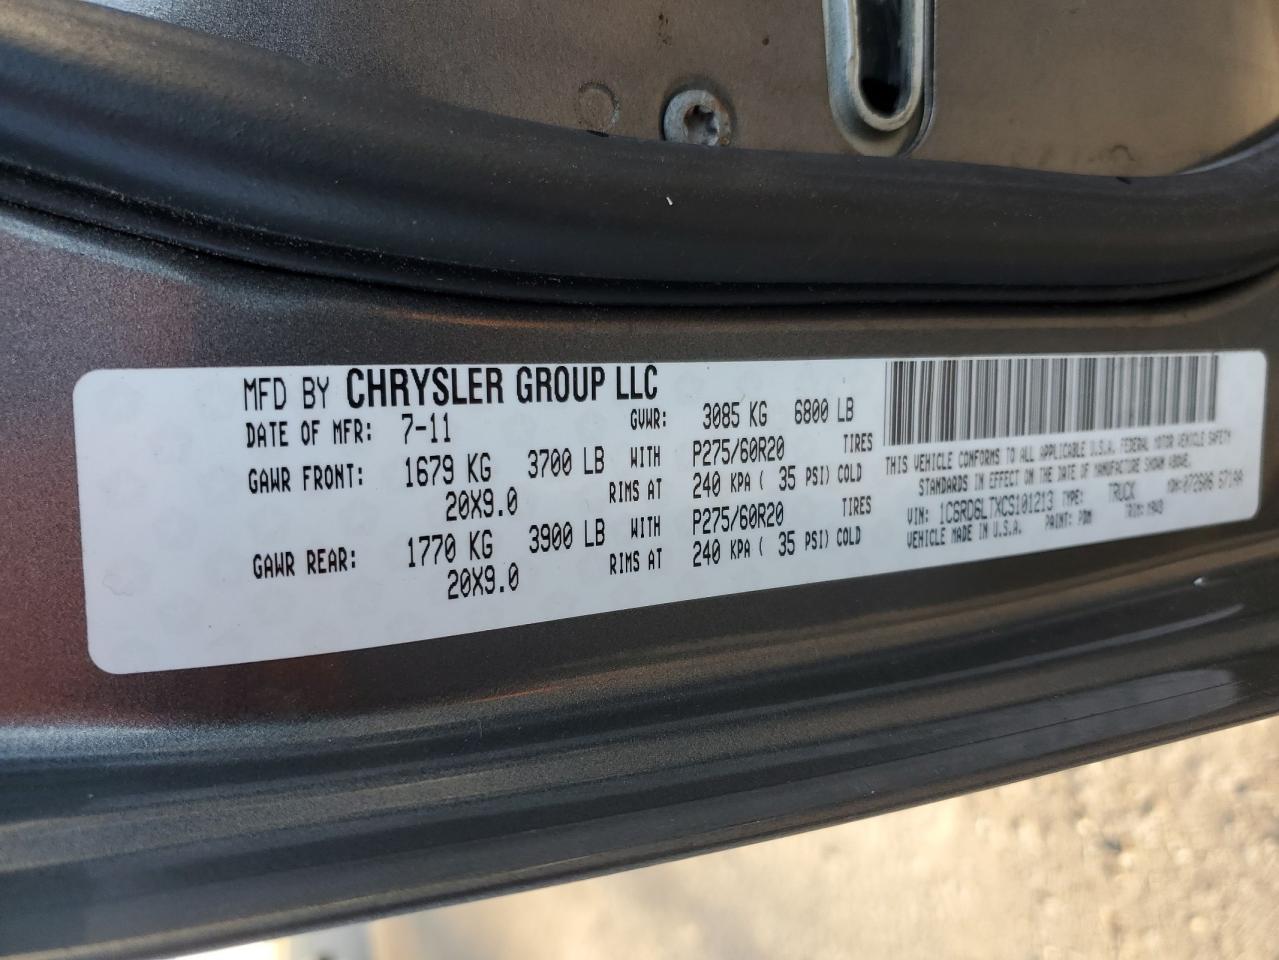 MFD BY CHRYSLER GROUP LLC
DATE OF MFR: 7-11 GVWR: 3085 KG 6800 LB
GAWR FRONT: 1679 KG 3700 LB WITH P275/60R20 TIRES
20X9.0 RIMS AT 240 KPA ( 35 PSI) COLD
GAWR REAR: 1770 KG 3900 LB WITH P275/60R20 TIRES
20X9.0 RIMS AT 240 KPA ( 35 PSI) COLD
THIS VEHICLE CONFORMS TO ALL APPLICABLE U.S.A. FEDERAL MOTOR VEHICLE SAFETY
STANDARDS IN EFFECT ON THE DATE OF MANUFACTURE SHOWN ABOVE.
VIN: 1C6RD6LTXCS101213 TYPE: TRUCK MDH:072606
VEHICLE MADE IN U.S.A. PAINT: PDM TRIM: